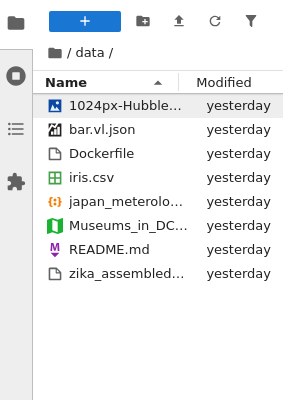 / data /
Name Modified
1024px-Hubble... yesterday
bar.vl.json yesterday
Dockerfile yesterday
iris.csv yesterday
japan_meterolo... yesterday
Museums_in_DC... yesterday
README.md yesterday
zika_assembled... yesterday